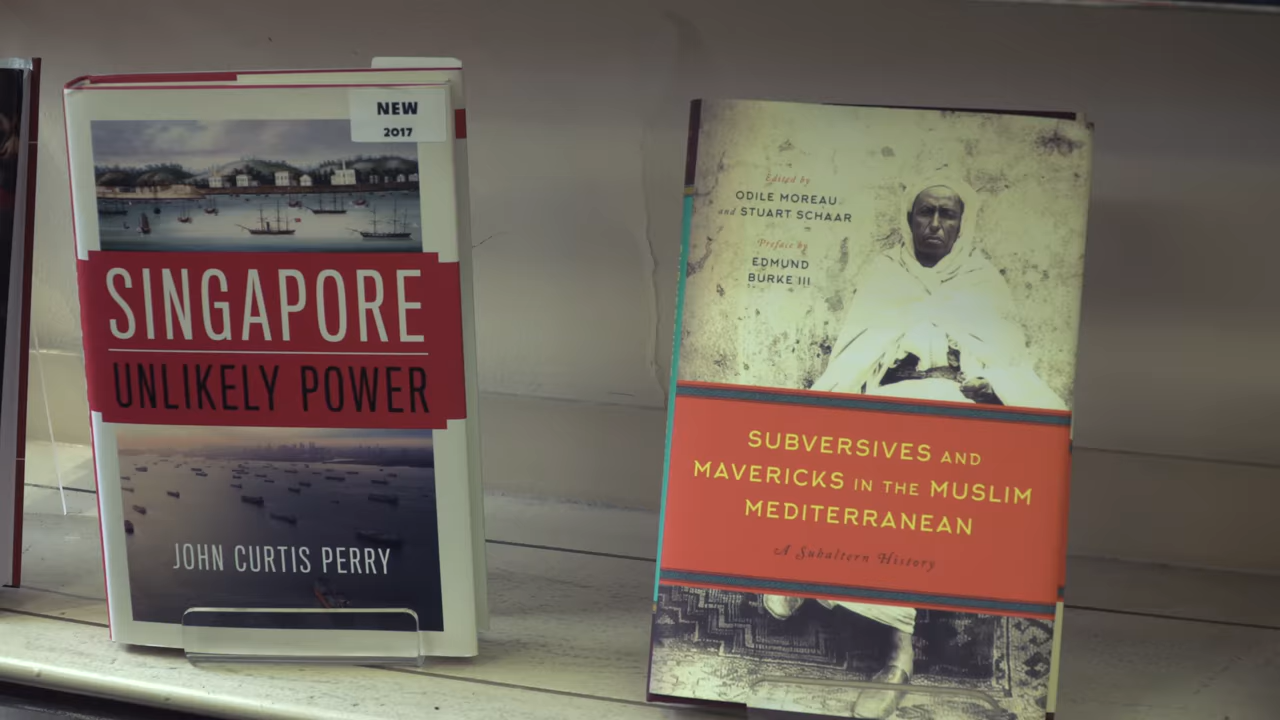 NEW
2017
SINGAPORE
UNLIKELY POWER
JOHN CURTIS PERRY
Edited by
ODILE MOREAU
and STUART SCHAAR
Preface by
EDMUND
BURKE III
SUBVERSIVES AND
MAVERICKS IN THE MUSLIM
MEDITERRANEAN
A Subaltern History